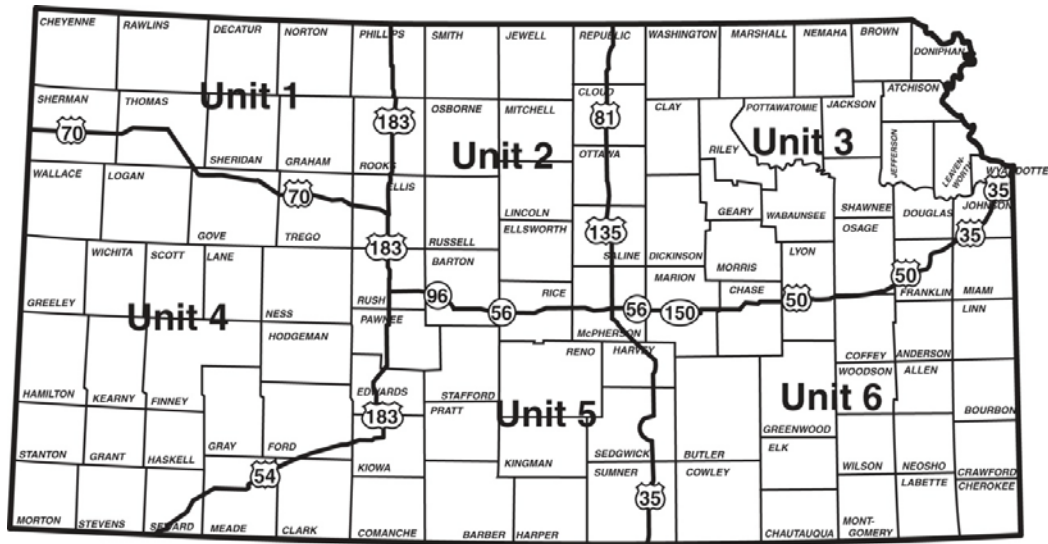 CHEYENNE RAWLINS DECATUR NORTON PHILLIPS SMITH JEWELL REPUBLIC WASHINGTON MARSHALL NEMAHA BROWN
DONIPHAN
Unit 1
SHERMAN THOMAS
CLOUD
ATCHISON
OSBORNE MITCHELL
CLAY
POTTAWATOMIE JACKSON
70
183
81
Unit 2
Unit 3
SHERIDAN GRAHAM ROOKS
OTTAWA
RILEY
JEFFERSON
LEAVEN-
WORTH
WYANDOTTE
WALLACE LOGAN
70
ELLIS
35
GOVE TREGO
LINCOLN
GEARY
WABAUNSEE
SHAWNEE
DOUGLAS
JOHNSON
183
RUSSELL
ELLSWORTH
135
SALINE DICKINSON
OSAGE
35
WICHITA SCOTT LANE
BARTON
MARION
MORRIS
LYON
50
GREELEY
NESS
RUSH
96
RICE
56
56
150
CHASE
50
FRANKLIN MIAMI
LINN
Unit 4
PAWNEE
McPHERSON
HODGEMAN
RENO HARVEY
COFFEY ANDERSON
WOODSON ALLEN
HAMILTON KEARNY FINNEY
EDWARDS
STAFFORD
183
PRATT
Unit 5
Unit 6
BOURBON
GRAY FORD
GREENWOOD
STANTON GRANT HASKELL
KIOWA
KINGMAN
SEDGWICK
BUTLER
ELK
54
SUMNER
COWLEY
WILSON NEOSHO CRAWFORD
LABETTE CHEROKEE
35
MORTON STEVENS SEWARD MEADE CLARK COMANCHE BARBER HARPER
CHAUTAUQUA
MONT-
GOMERY